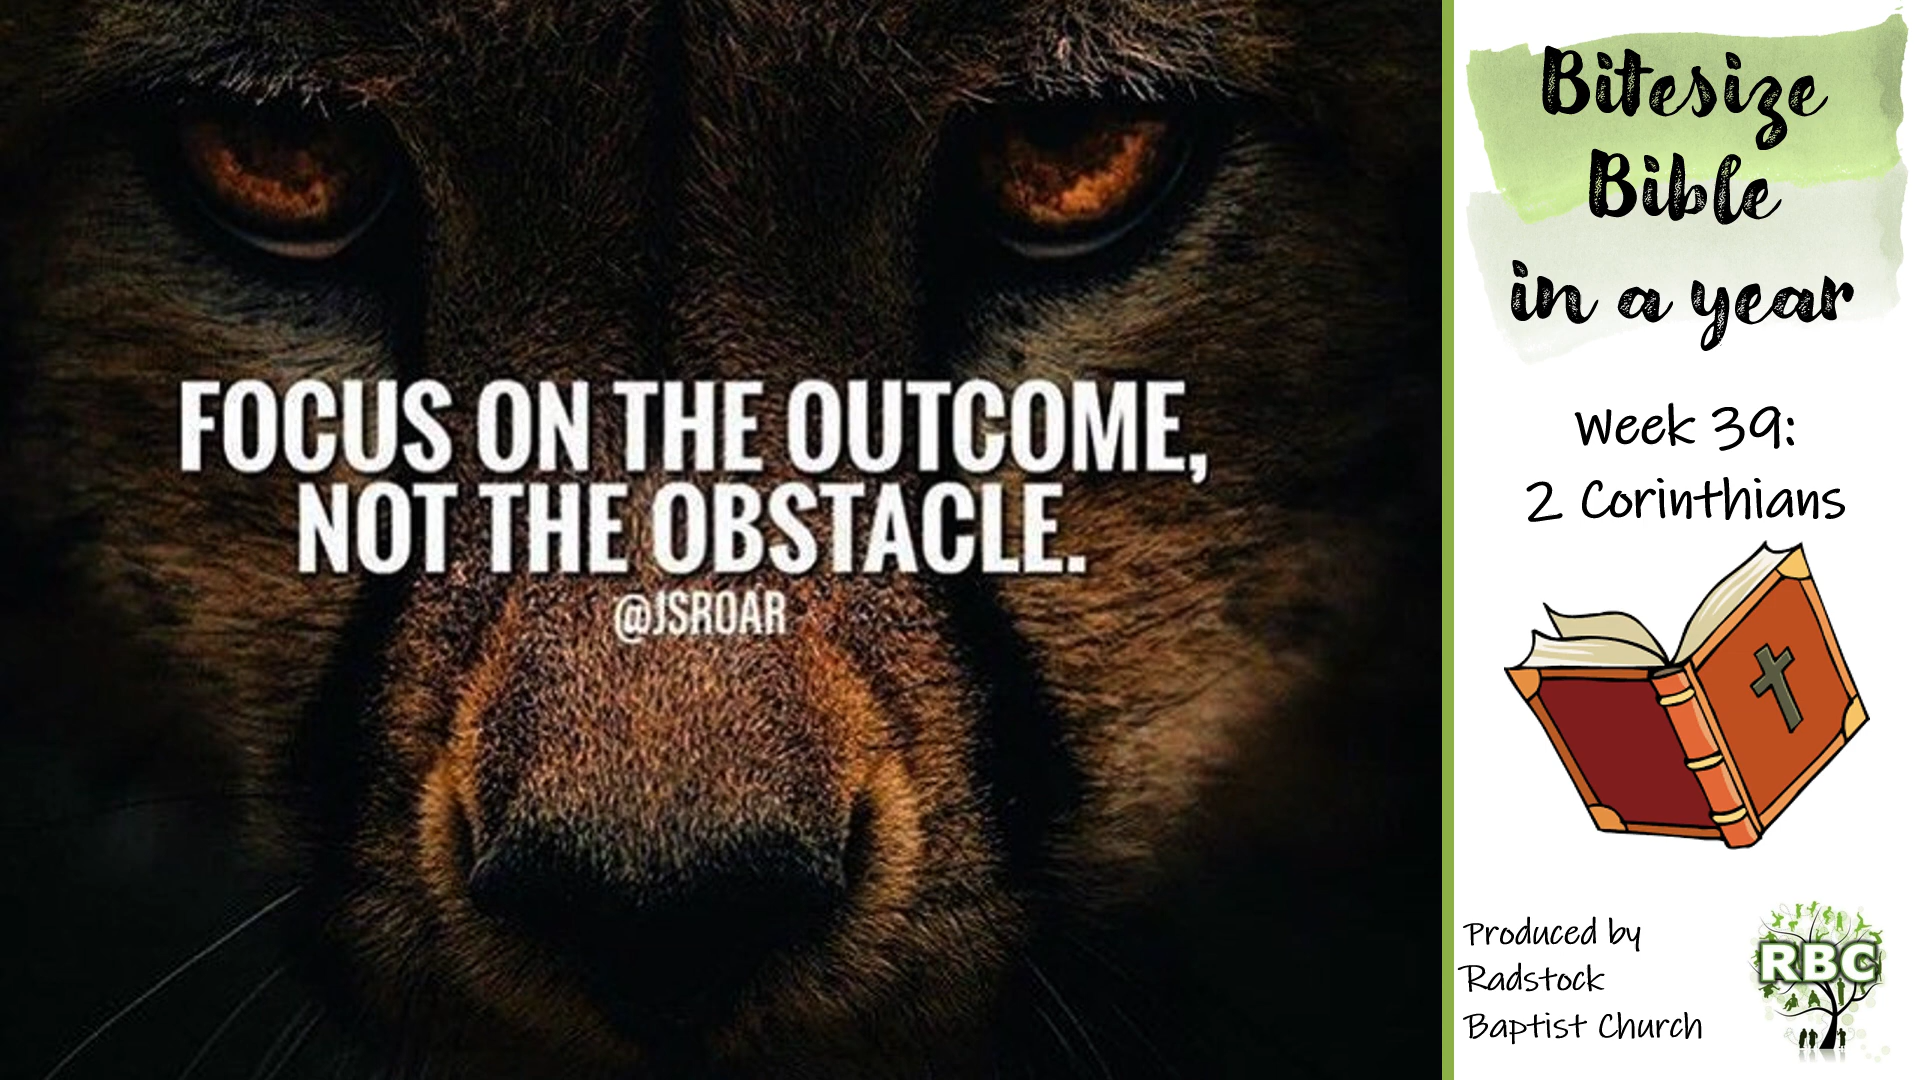 FOCUS ON THE OUTCOME,
NOT THE OBSTACLE.
@JSROAR
Bitesize
Bible
in a year
Week 39:
2 Corinthians
Produced by
Radstock
Baptist Church
RBC